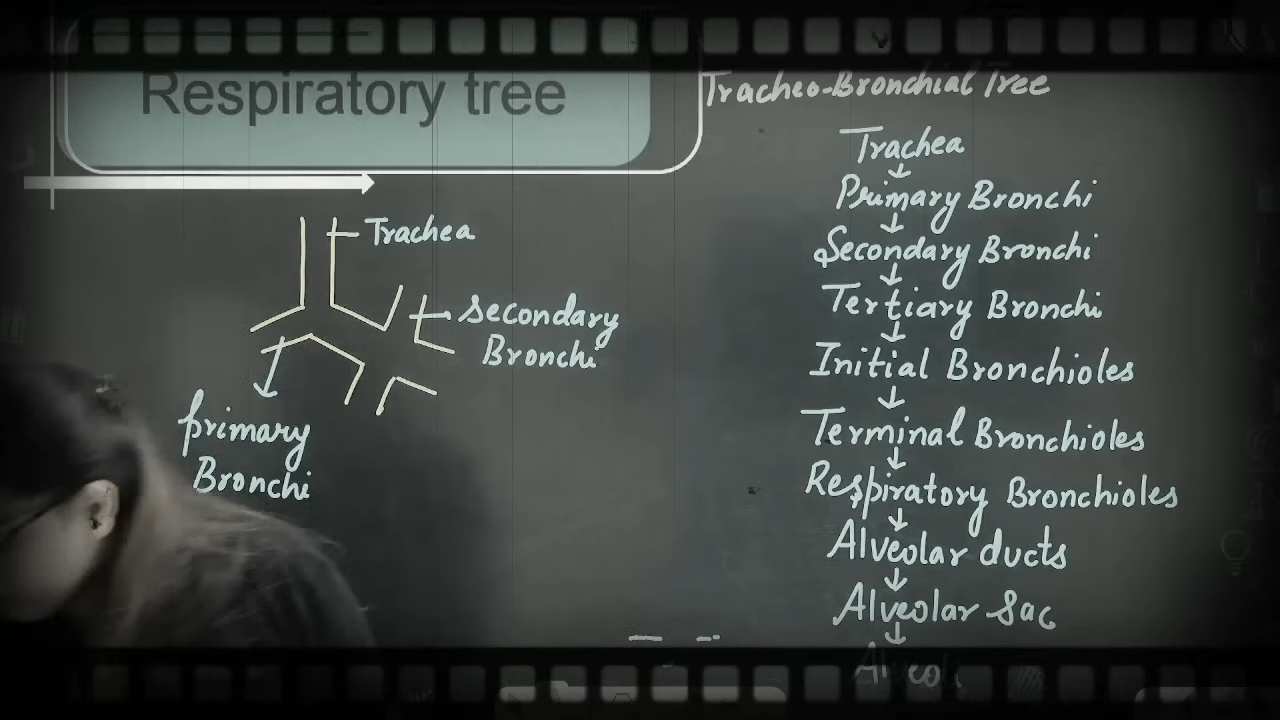 Respiratory tree
Tracheo-Bronchial Tree
Trachea
Primary Bronchi
Secondary Bronchi
Tertiary Bronchi
Initial Bronchioles
Terminal Bronchioles
Respiratory Bronchioles
Alveolar ducts
Alveolar Sac
Alveoli
Trachea
Secondary
Bronchi
primary
Bronchi